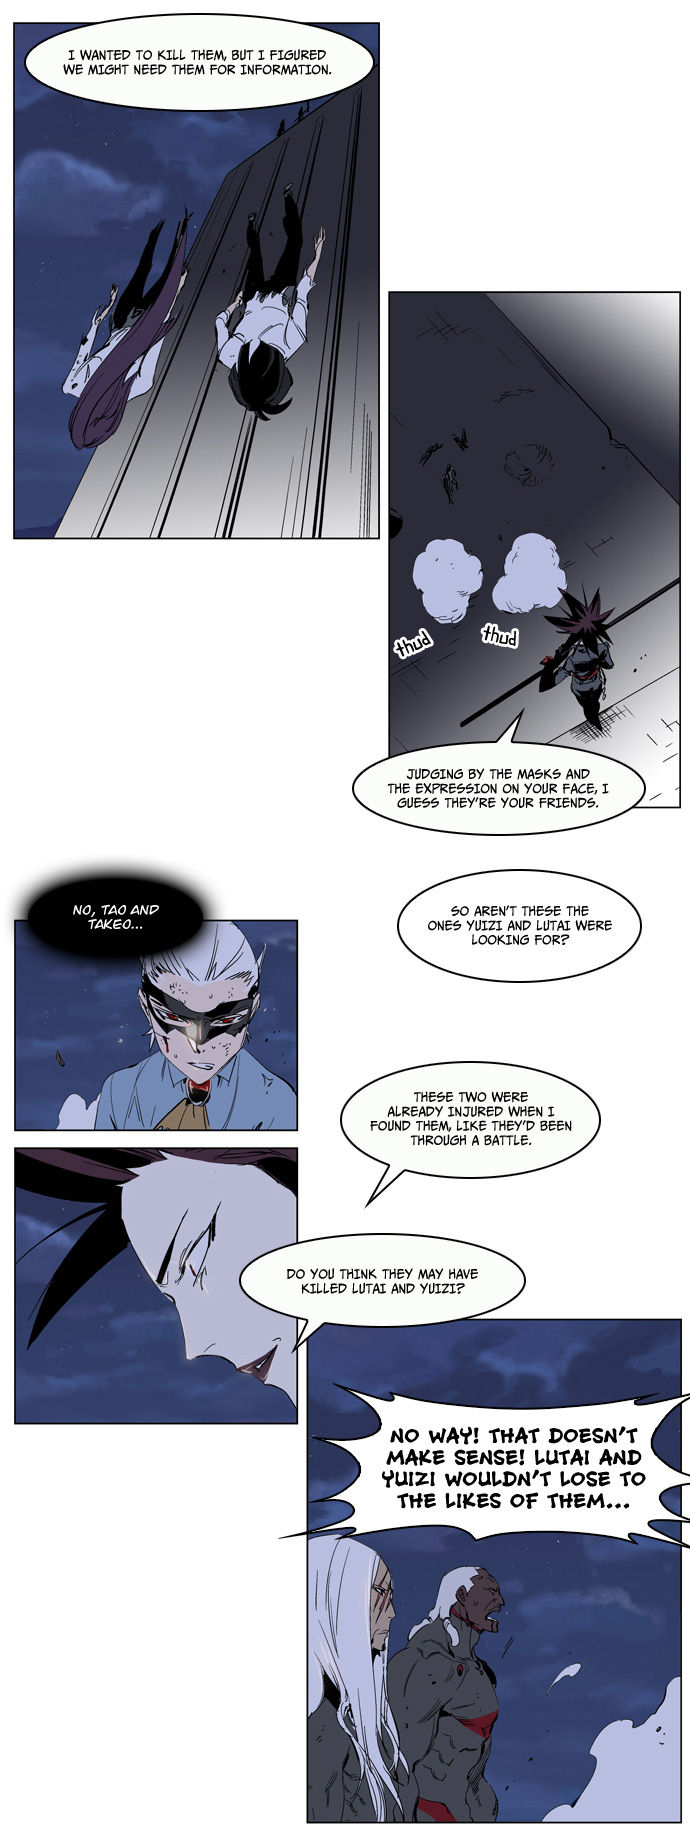 I WANTED TO KILL THEM, BUT I FIGURED
WE MIGHT NEED THEM FOR INFORMATION.
thud
thud
JUDGING BY THE MASKS AND
THE EXPRESSION ON YOUR FACE, I
GUESS THEY'RE YOUR FRIENDS.
NO, TAO AND
TAKEO...
SO AREN'T THESE THE
ONES YUIZI AND LUTAI WERE
LOOKING FOR?
THESE TWO WERE
ALREADY INJURED WHEN I
FOUND THEM, LIKE THEY'D BEEN
THROUGH A BATTLE.
DO YOU THINK THEY MAY HAVE
KILLED LUTAI AND YUIZI?
NO WAY! THAT DOESN'T
MAKE SENSE! LUTAI AND
YUIZI WOULDN'T LOSE TO
THE LIKES OF THEM...